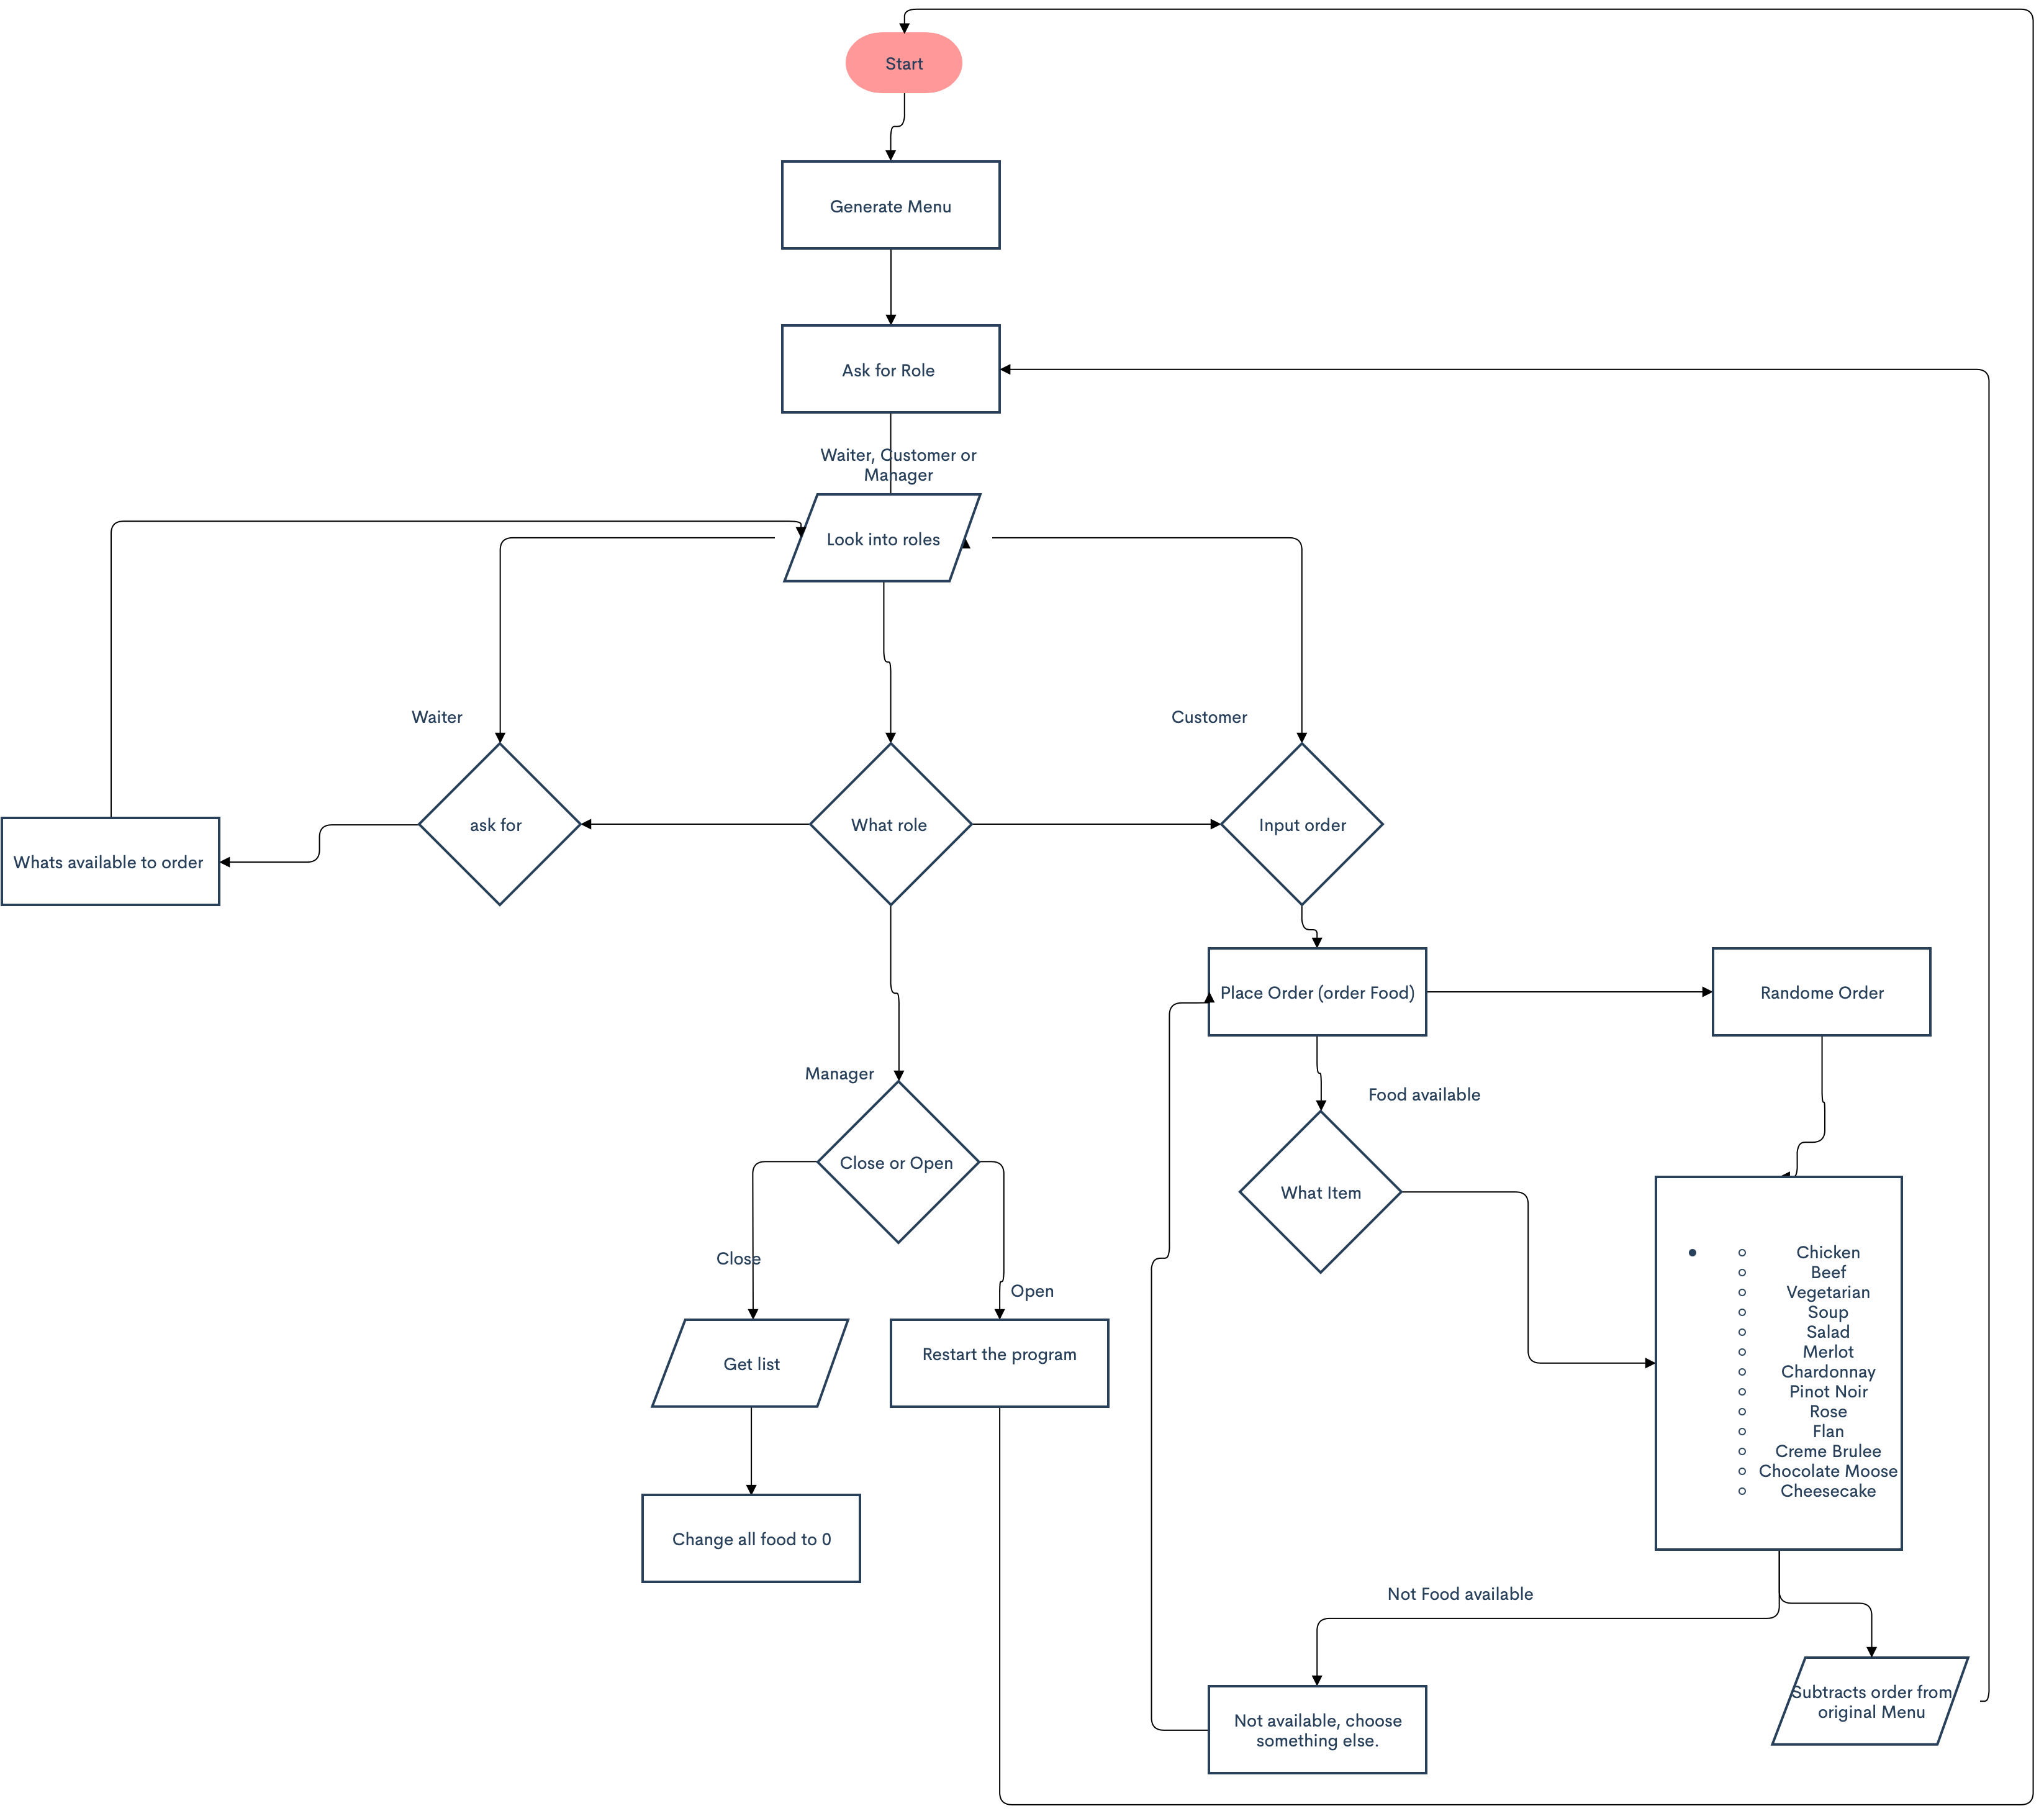 Start
Generate Menu
Ask for Role
Waiter, Customer or
Manager
Look into roles
Waiter
Customer
ask for
What role
Input order
Whats available to order
Place Order (order Food)
Randome Order
Manager
Food available
Close or Open
What Item
Close
Open
Chicken
Beef
Vegetarian
Soup
Salad
Merlot
Chardonnay
Pinot Noir
Rose
Flan
Creme Brulee
Chocolate Moose
Cheesecake
Get list
Restart the program
Change all food to 0
Not Food available
Not available, choose
something else.
Subtracts order from
original Menu